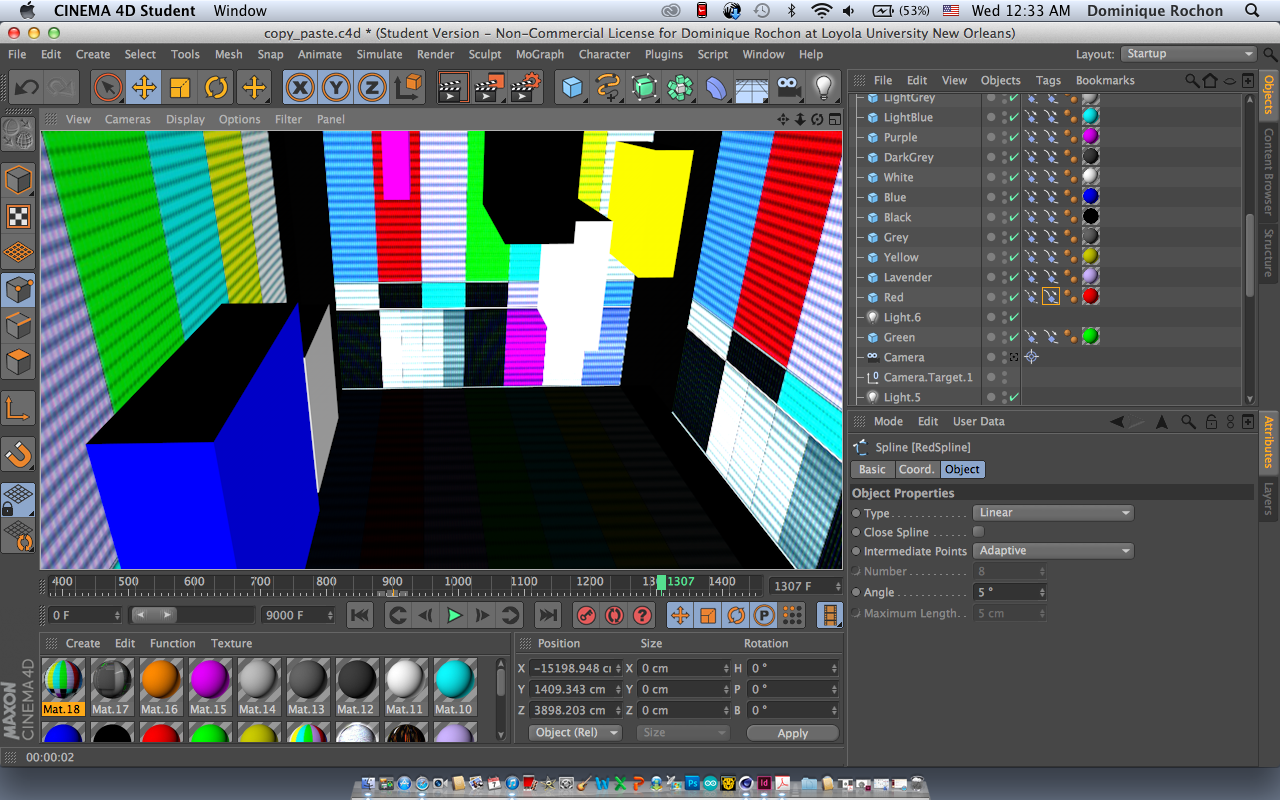 CINEMA 4D Student Window (53%) Wed 12:33 AM Dominique Rochon
copy_paste.c4d * (Student Version - Non-Commercial License for Dominique Rochon at Loyola University New Orleans)
File Edit Create Select Tools Mesh Snap Animate Simulate Render Sculpt MoGraph Character Plugins Script Window Help Layout: Startup
X Y Z
File Edit View Objects Tags Bookmarks
View Cameras Display Options Filter Panel
LightGrey
LightBlue
Purple
DarkGrey
White
Blue
Black
Grey
Yellow
Lavender
Red
Light.6
Green
Camera
Camera.Target.1
Light.5
Objects
Content Browser
Structure
Mode Edit User Data
Spline [RedSpline]
Basic Coord. Object
Object Properties
Type . . . . . . . . . . . . Linear
Close Spline . . . . . .
Intermediate Points Adaptive
Number . . . . . . . . . 8
Angle . . . . . . . . . . . 5 °
Maximum Length. . 5 cm
Attributes
Layers
400 500 600 700 800 900 1000 1100 1200 1307 1400 1307 F
0 F 9000 F P
Create Edit Function Texture
Mat.18 Mat.17 Mat.16 Mat.15 Mat.14 Mat.13 Mat.12 Mat.11 Mat.10
Position Size Rotation
X -15198.948 c X 0 cm H 0 °
Y 1409.343 cm Y 0 cm P 0 °
Z 3898.203 cm Z 0 cm B 0 °
Object (Rel) Size Apply
MAXON
CINEMA 4D
00:00:02